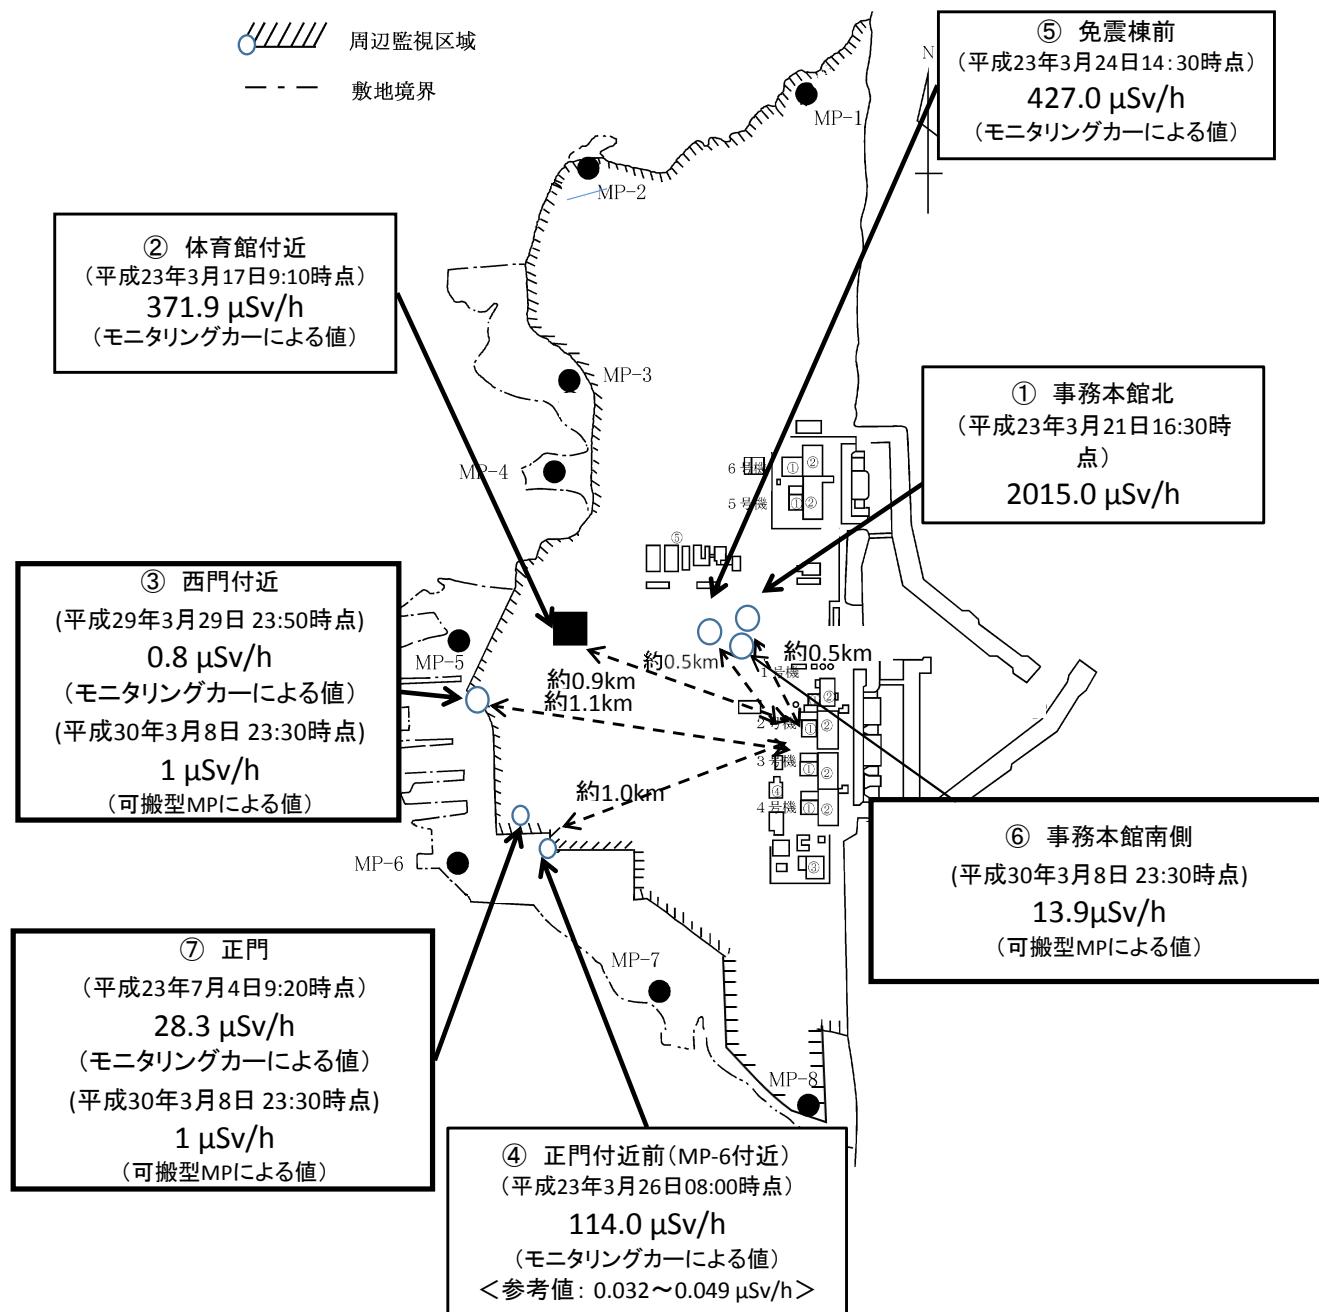 周辺監視区域
敷地境界
⑤ 免震棟前
(平成23年3月24日14:30時点)
427.0 μSv/h
(モニタリングカーによる値)
N
MP-1
MP-2
② 体育館付近
(平成23年3月17日9:10時点)
371.9 μSv/h
(モニタリングカーによる値)
MP-3
① 事務本館北
(平成23年3月21日16:30時
点)
2015.0 μSv/h
MP-4
6号機
① ②
5号機
① ②
⑤
③ 西門付近
(平成29年3月29日 23:50時点)
0.8 μSv/h
(モニタリングカーによる値)
(平成30年3月8日 23:30時点)
1 μSv/h
(可搬型MPによる値)
MP-5
約0.5km
約0.5km
約0.9km
約1.1km
1号機
②
2号機
① ②
3号機
① ②
④
4号機
① ②
③
約1.0km
MP-6
⑥ 事務本館南側
(平成30年3月8日 23:30時点)
13.9μSv/h
(可搬型MPによる値)
⑦ 正門
(平成23年7月4日9:20時点)
28.3 μSv/h
(モニタリングカーによる値)
(平成30年3月8日 23:30時点)
1 μSv/h
(可搬型MPによる値)
MP-7
MP-8
④ 正門付近前(MP-6付近)
(平成23年3月26日08:00時点)
114.0 μSv/h
(モニタリングカーによる値)
<参考値: 0.032~0.049 μSv/h>